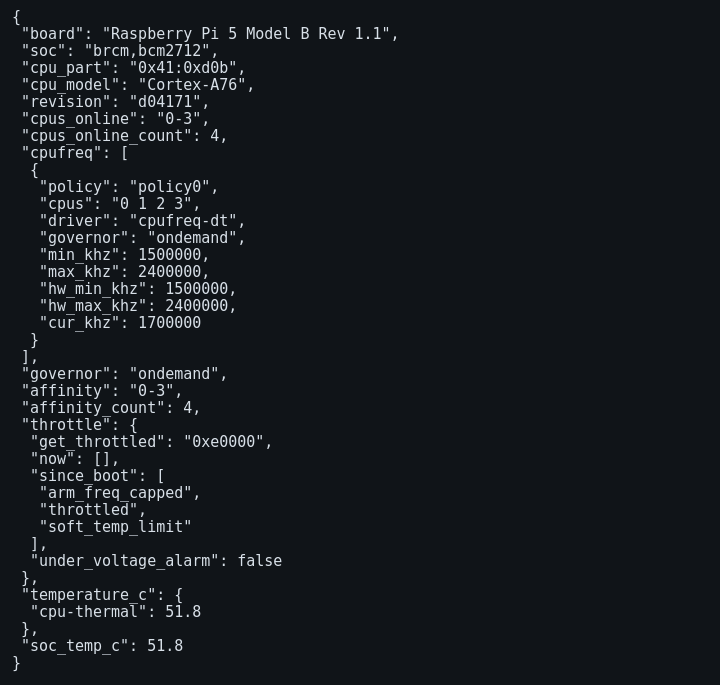 {
 "board": "Raspberry Pi 5 Model B Rev 1.1",
 "soc": "brcm,bcm2712",
 "cpu_part": "0x41:0xd0b",
 "cpu_model": "Cortex-A76",
 "revision": "d04171",
 "cpus_online": "0-3",
 "cpus_online_count": 4,
 "cpufreq": [
  {
   "policy": "policy0",
   "cpus": "0 1 2 3",
   "driver": "cpufreq-dt",
   "governor": "ondemand",
   "min_khz": 1500000,
   "max_khz": 2400000,
   "hw_min_khz": 1500000,
   "hw_max_khz": 2400000,
   "cur_khz": 1700000
  }
 ],
 "governor": "ondemand",
 "affinity": "0-3",
 "affinity_count": 4,
 "throttle": {
  "get_throttled": "0xe0000",
  "now": [],
  "since_boot": [
   "arm_freq_capped",
   "throttled",
   "soft_temp_limit"
  ],
  "under_voltage_alarm": false
 },
 "temperature_c": {
  "cpu-thermal": 51.8
 },
 "soc_temp_c": 51.8
}